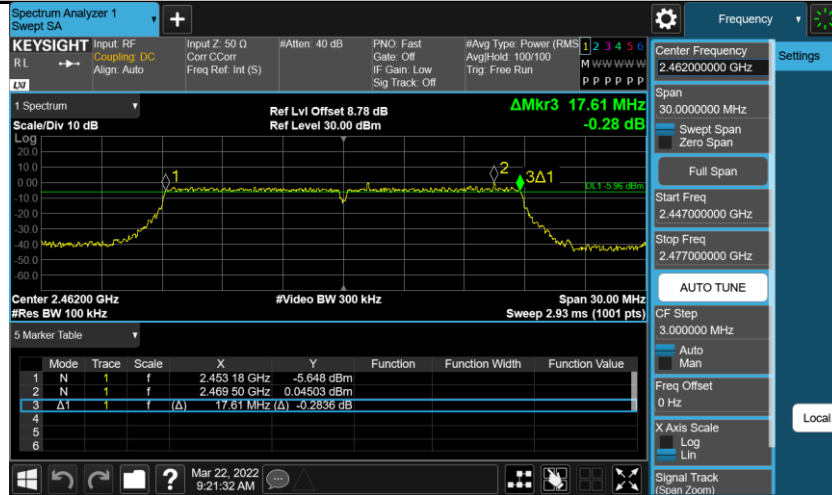 Spectrum Analyzer 1
Swept SA
+
Frequency
KEYSIGHT
RL
LXI
Input: RF
Coupling: DC
Align: Auto
Input Z: 50 Ω
Corr CCorr
Freq Ref: Int (S)
#Atten: 40 dB
PNO: Fast
Gate: Off
IF Gain: Low
Sig Track: Off
#Avg Type: Power (RMS
Avg|Hold: 100/100
Trig: Free Run
1 2 3 4 5 6
M W W W W W
P P P P P P
1 Spectrum
Scale/Div 10 dB
Ref Lvl Offset 8.78 dB
Ref Level 30.00 dBm
ΔMkr3 17.61 MHz
-0.28 dB
Log
20.0
10.0
0.00
-10.0
-20.0
-30.0
-40.0
-50.0
-60.0
1
2
3Δ1
DL1 -5.96 dBm
Center 2.46200 GHz
#Video BW 300 kHz
Span 30.00 MHz
#Res BW 100 kHz
Sweep 2.93 ms (1001 pts)
5 Marker Table
Mode Trace Scale X Y Function Function Width Function Value
1 N 1 f 2.453 18 GHz -5.648 dBm
2 N 1 f 2.469 50 GHz 0.04503 dBm
3 Δ1 1 f (Δ) 17.61 MHz (Δ) -0.2836 dB
4
5
6
?
Mar 22, 2022
9:21:32 AM
Center Frequency
2.462000000 GHz
Settings
Span
30.0000000 MHz
Swept Span
Zero Span
Full Span
Start Freq
2.447000000 GHz
Stop Freq
2.477000000 GHz
AUTO TUNE
CF Step
3.000000 MHz
Auto
Man
Freq Offset
0 Hz
Local
X Axis Scale
Log
Lin
Signal Track
(Span Zoom)